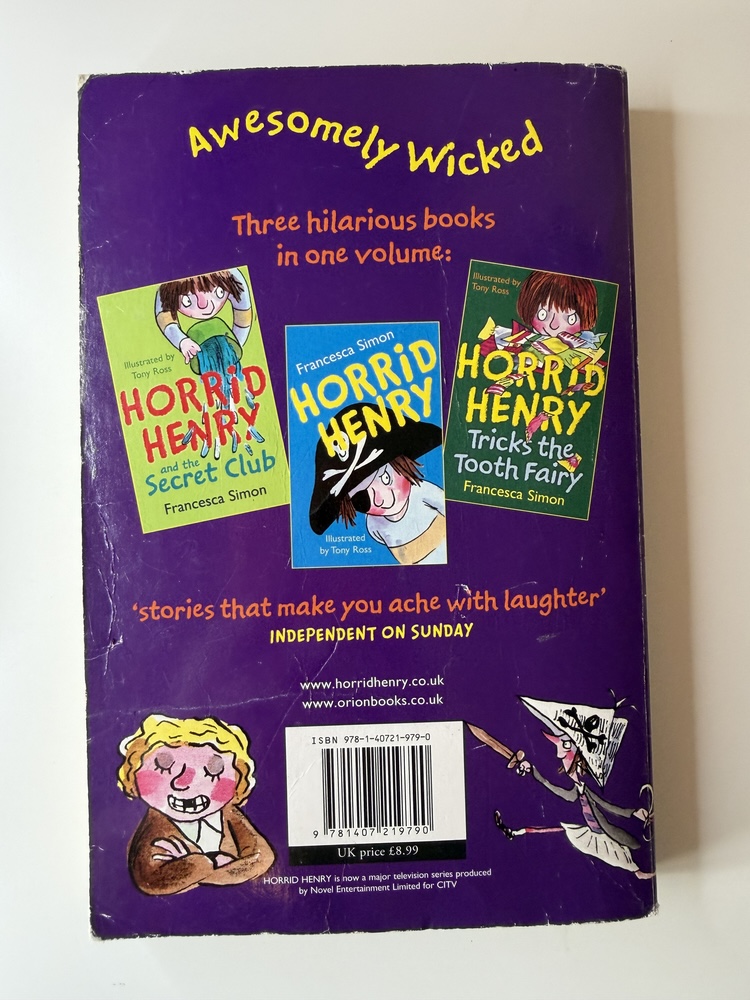 Awesomely Wicked
Three hilarious books
in one volume:
Illustrated by
Tony Ross
HORRiD
HENRY
and the
Secret Club
Francesca Simon
Francesca Simon
HORRiD
HENRY
Illustrated
by Tony Ross
Illustrated by
Tony Ross
HORRiD
HENRY
Tricks the
Tooth Fairy
Francesca Simon
‘stories that make you ache with laughter’
INDEPENDENT ON SUNDAY
www.horridhenry.co.uk
www.orionbooks.co.uk
ISBN 978-1-40721-979-0
9 781407 219790
UK price £8.99
HORRID HENRY is now a major television series produced
by Novel Entertainment Limited for CITV